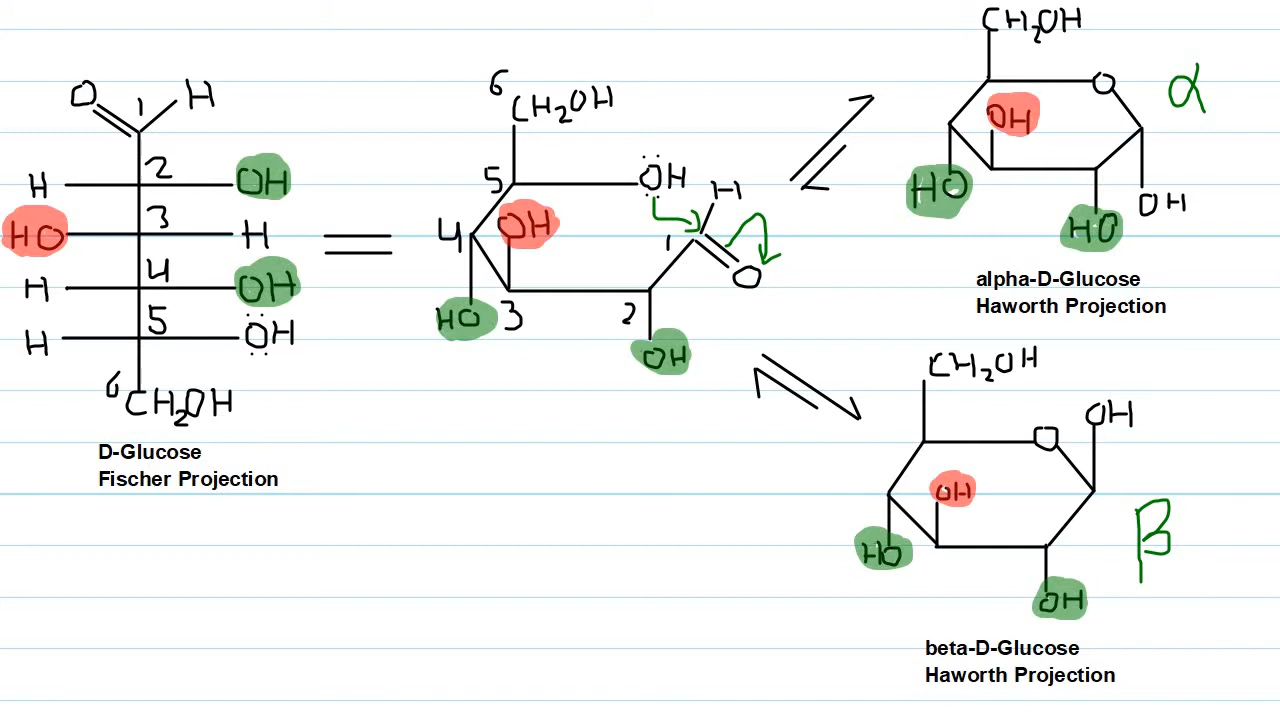 O 1 H
H 2 OH
HO 3 H
H 4 OH
H 5 OH
6 CH2OH
D-Glucose
Fischer Projection
6 CH2OH
5 OH H
4 OH 1 O
HO 3 2
OH
CH2OH
O α
OH
HO OH
HO
alpha-D-Glucose
Haworth Projection
CH2OH
OH
O
OH
HO β
OH
beta-D-Glucose
Haworth Projection